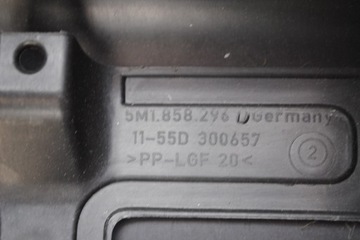 5M1.858.296 D Germany
11-55D 300657
>PP-LGF 20<
2